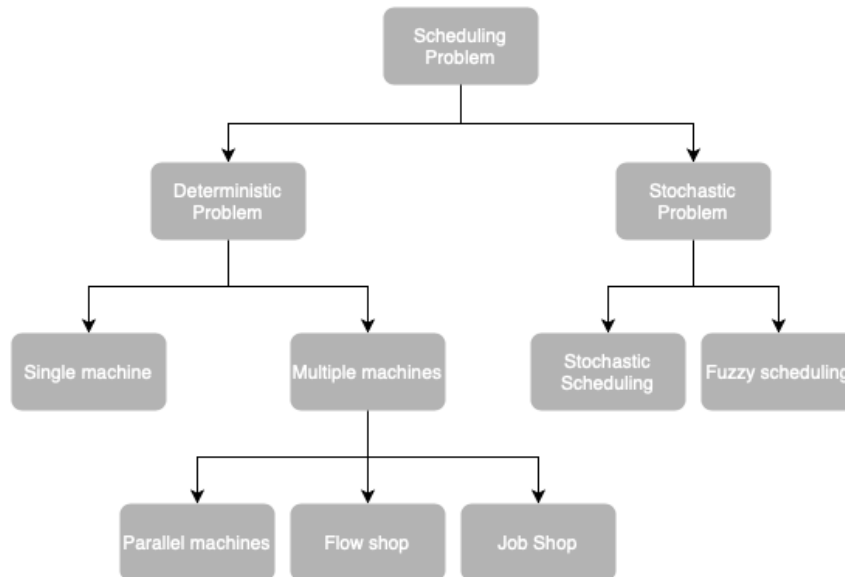 Scheduling
Problem
Deterministic
Problem
Stochastic
Problem
Single machine
Multiple machines
Stochastic
Scheduling
Fuzzy scheduling
Parallel machines
Flow shop
Job Shop